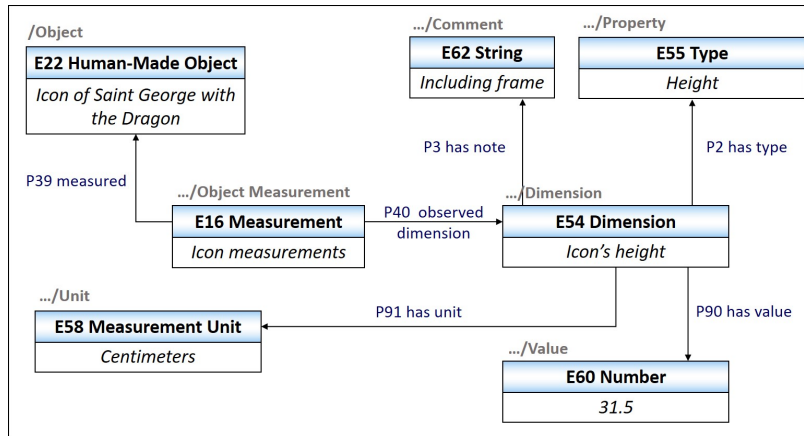 /Object
E22 Human-Made Object
Icon of Saint George with
the Dragon
…/Comment
E62 String
Including frame
…/Property
E55 Type
Height
P39 measured
P3 has note
P2 has type
…/Object Measurement
E16 Measurement
Icon measurements
P40 observed
dimension
…/Dimension
E54 Dimension
Icon’s height
…/Unit
E58 Measurement Unit
Centimeters
P91 has unit
P90 has value
…/Value
E60 Number
31.5